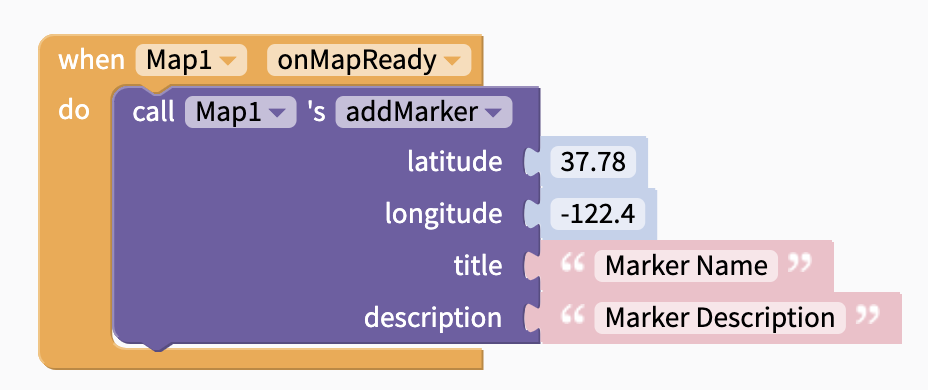 when Map1 onMapReady
do call Map1 's addMarker
latitude 37.78
longitude -122.4
title “ Marker Name ”
description “ Marker Description ”